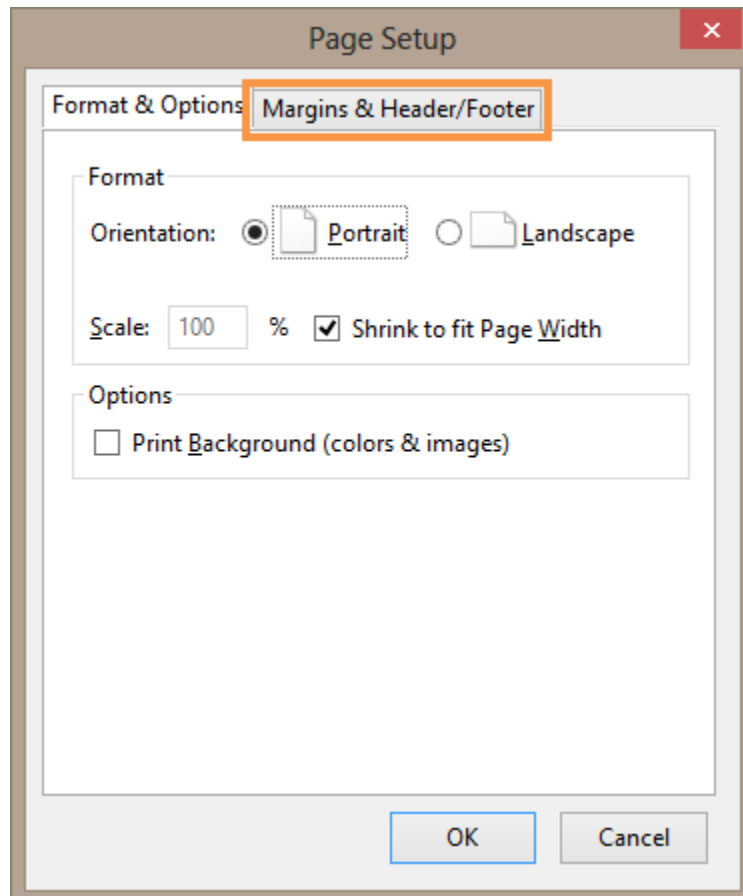 Page Setup
Format & Options Margins & Header/Footer
Format
Orientation: Portrait Landscape
Scale: 100 % Shrink to fit Page Width
Options
Print Background (colors & images)
OK Cancel